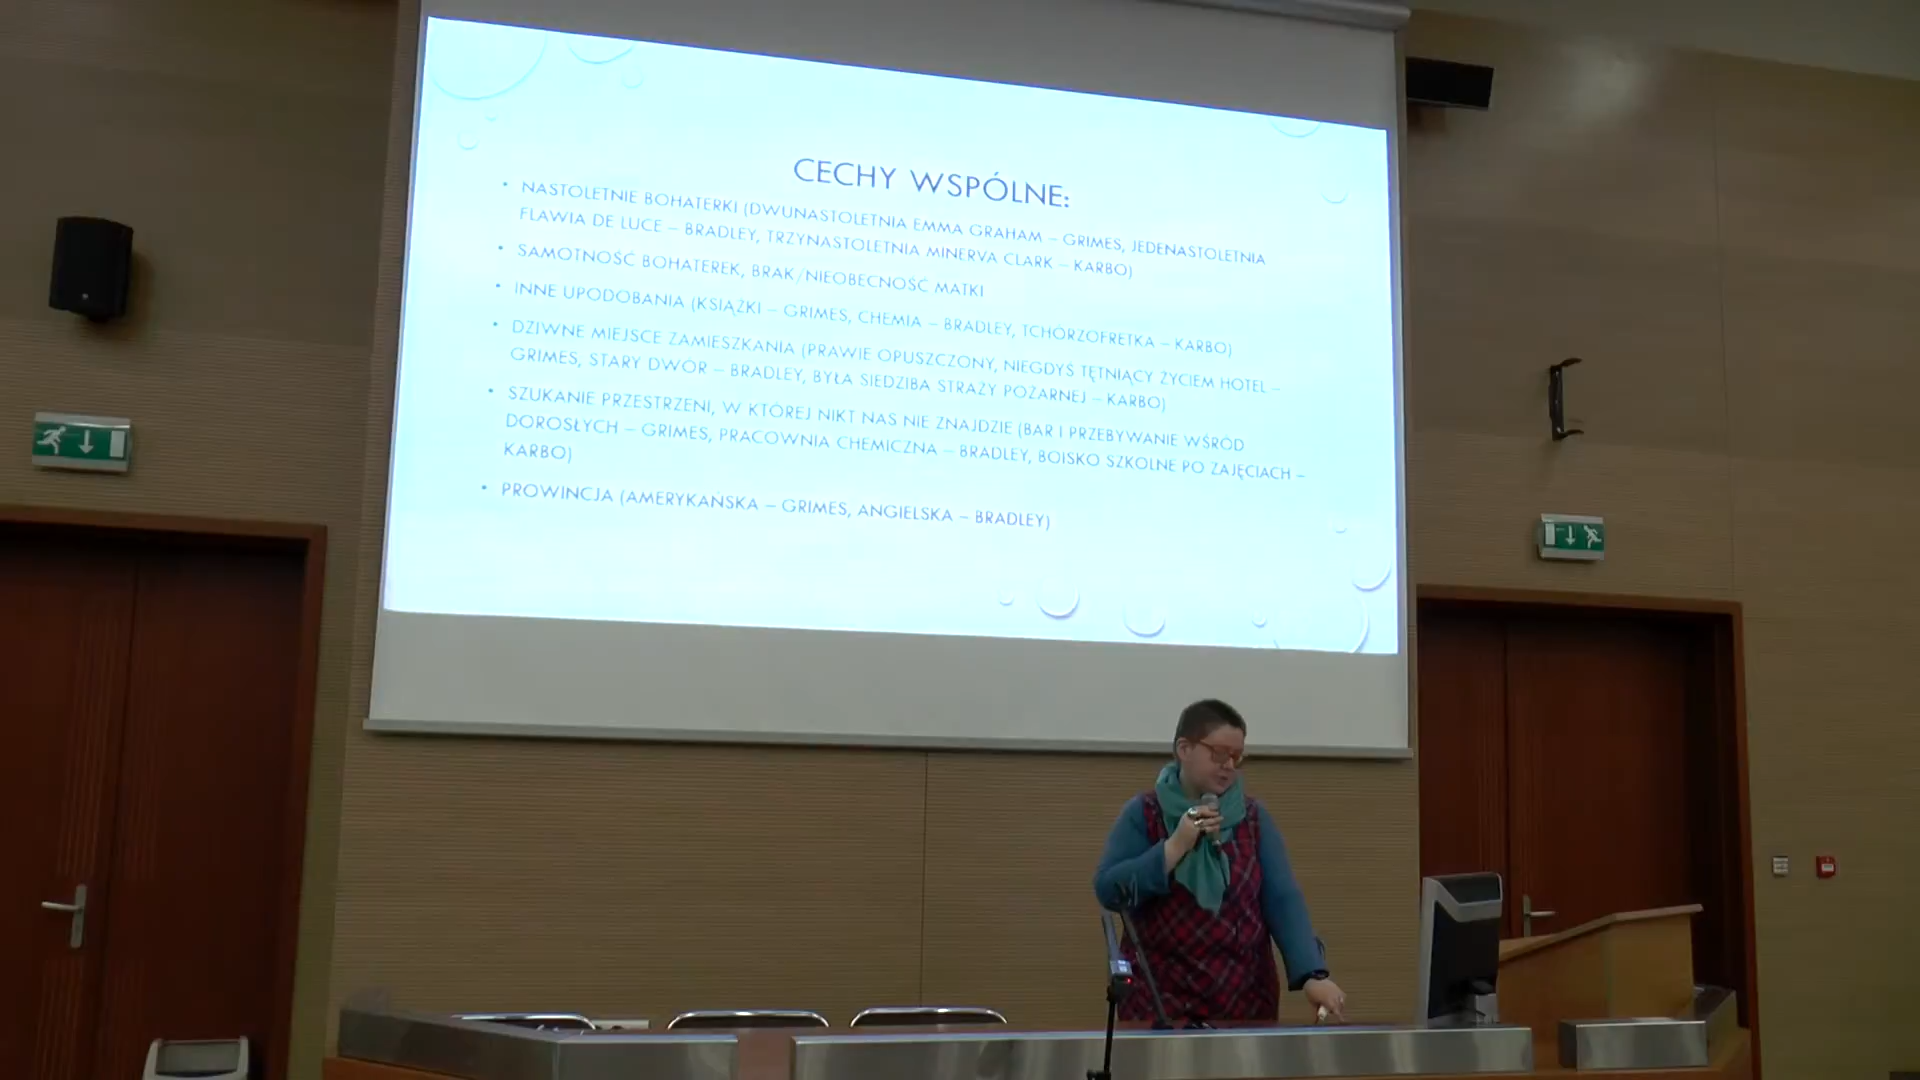 CECHY WSPÓLNE:
• NASTOLETNIE BOHATERKI (DWUNASTOLETNIA EMMA GRAHAM – GRIMES, JEDENASTOLETNIA
FLAWIA DE LUCE – BRADLEY, TRZYNASTOLETNIA MINERVA CLARK – KARBO)
• SAMOTNOŚĆ BOHATEREK, BRAK/NIEOBECNOŚĆ MATKI
• INNE UPODOBANIA (KSIĄŻKI – GRIMES, CHEMIA – BRADLEY, TCHÓRZOFRETKA – KARBO)
• DZIWNE MIEJSCE ZAMIESZKANIA (PRAWIE OPUSZCZONY, NIEGDYŚ TĘTNIĄCY ŻYCIEM HOTEL –
GRIMES, STARY DWÓR – BRADLEY, BYŁA SIEDZIBA STRAŻY POŻARNEJ – KARBO)
• SZUKANIE PRZESTRZENI, W KTÓREJ NIKT NAS NIE ZNAJDZIE (BAR I PRZEBYWANIE WŚRÓD
DOROSŁYCH – GRIMES, PRACOWNIA CHEMICZNA – BRADLEY, BOISKO SZKOLNE PO ZAJĘCIACH –
KARBO)
• PROWINCJA (AMERYKAŃSKA – GRIMES, ANGIELSKA – BRADLEY)